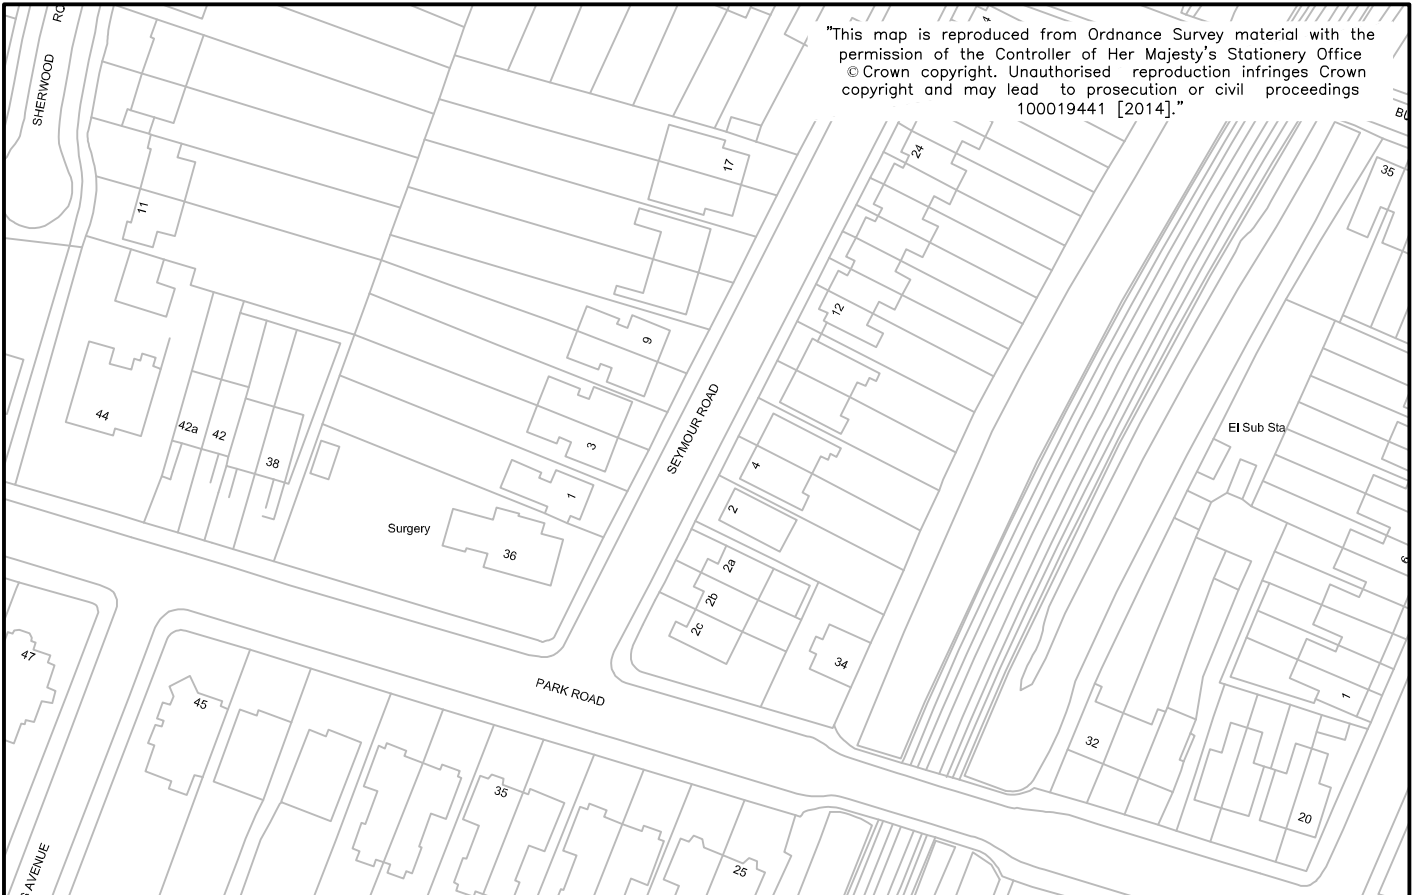 "This map is reproduced from Ordnance Survey material with the
permission of the Controller of Her Majesty's Stationery Office
© Crown copyright. Unauthorised reproduction infringes Crown
copyright and may lead to prosecution or civil proceedings
100019441 [2014]."
SHERWOOD
17
24
35
11
12
9
SEYMOUR ROAD
44
42a
42
38
3
4
El Sub Sta
1
2
Surgery
36
2a
2b
2c
34
6
47
45
PARK ROAD
1
32
35
20
25
AVENUE